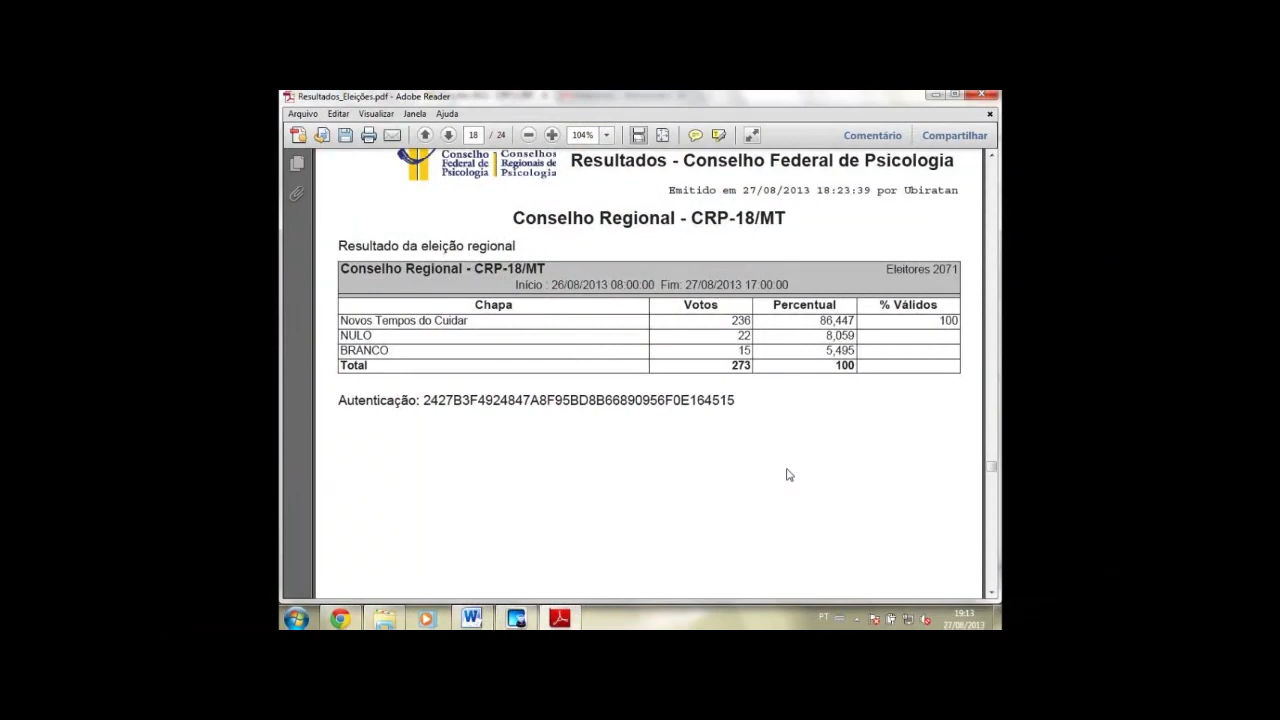 Resultados_Eleições.pdf - Adobe Reader
Arquivo Editar Visualizar Janela Ajuda
18 / 24 104% Comentário Compartilhar
Conselho Federal de Psicologia
Conselhos Regionais de Psicologia
Resultados - Conselho Federal de Psicologia
Emitido em 27/08/2013 18:23:39 por Ubiratan
Conselho Regional - CRP-18/MT
Resultado da eleição regional
Conselho Regional - CRP-18/MT Eleitores 2071
Início : 26/08/2013 08:00:00 Fim: 27/08/2013 17:00:00
Chapa Votos Percentual % Válidos
Novos Tempos do Cuidar 236 86,447 100
NULO 22 8,059
BRANCO 15 5,495
Total 273 100
Autenticação: 2427B3F4924847A8F95BD8B66890956F0E164515
PT 19:13
27/08/2013